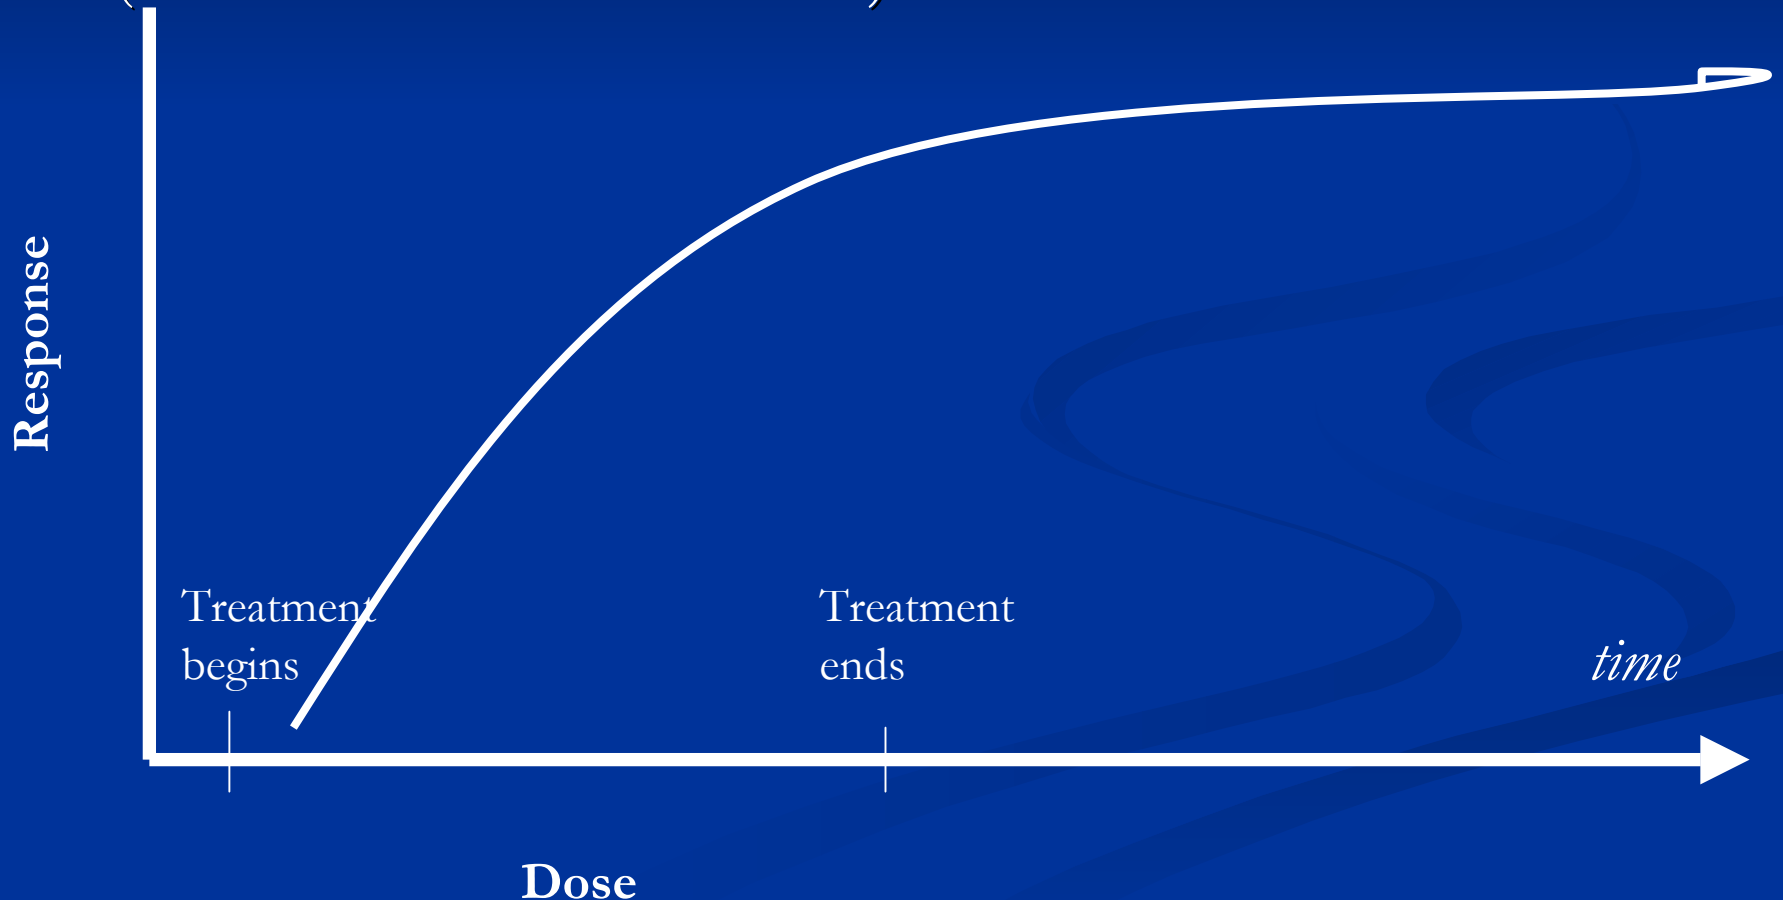 Response
Treatment
begins
Treatment
ends
time
Dose